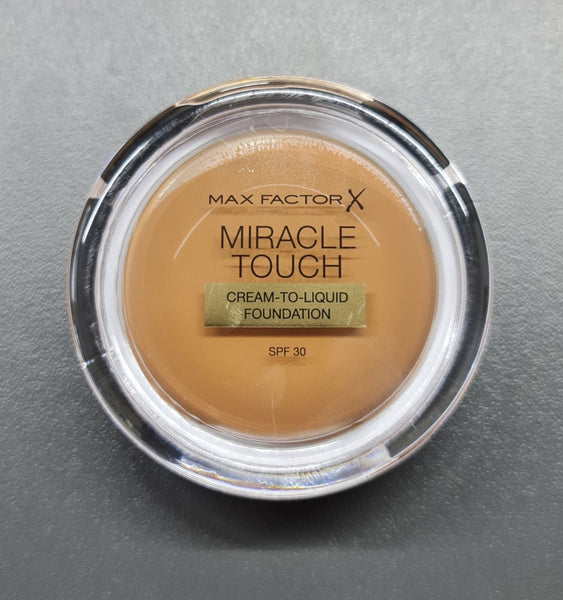 MAX FACTOR X
MIRACLE
TOUCH
CREAM-TO-LIQUID
FOUNDATION
SPF 30